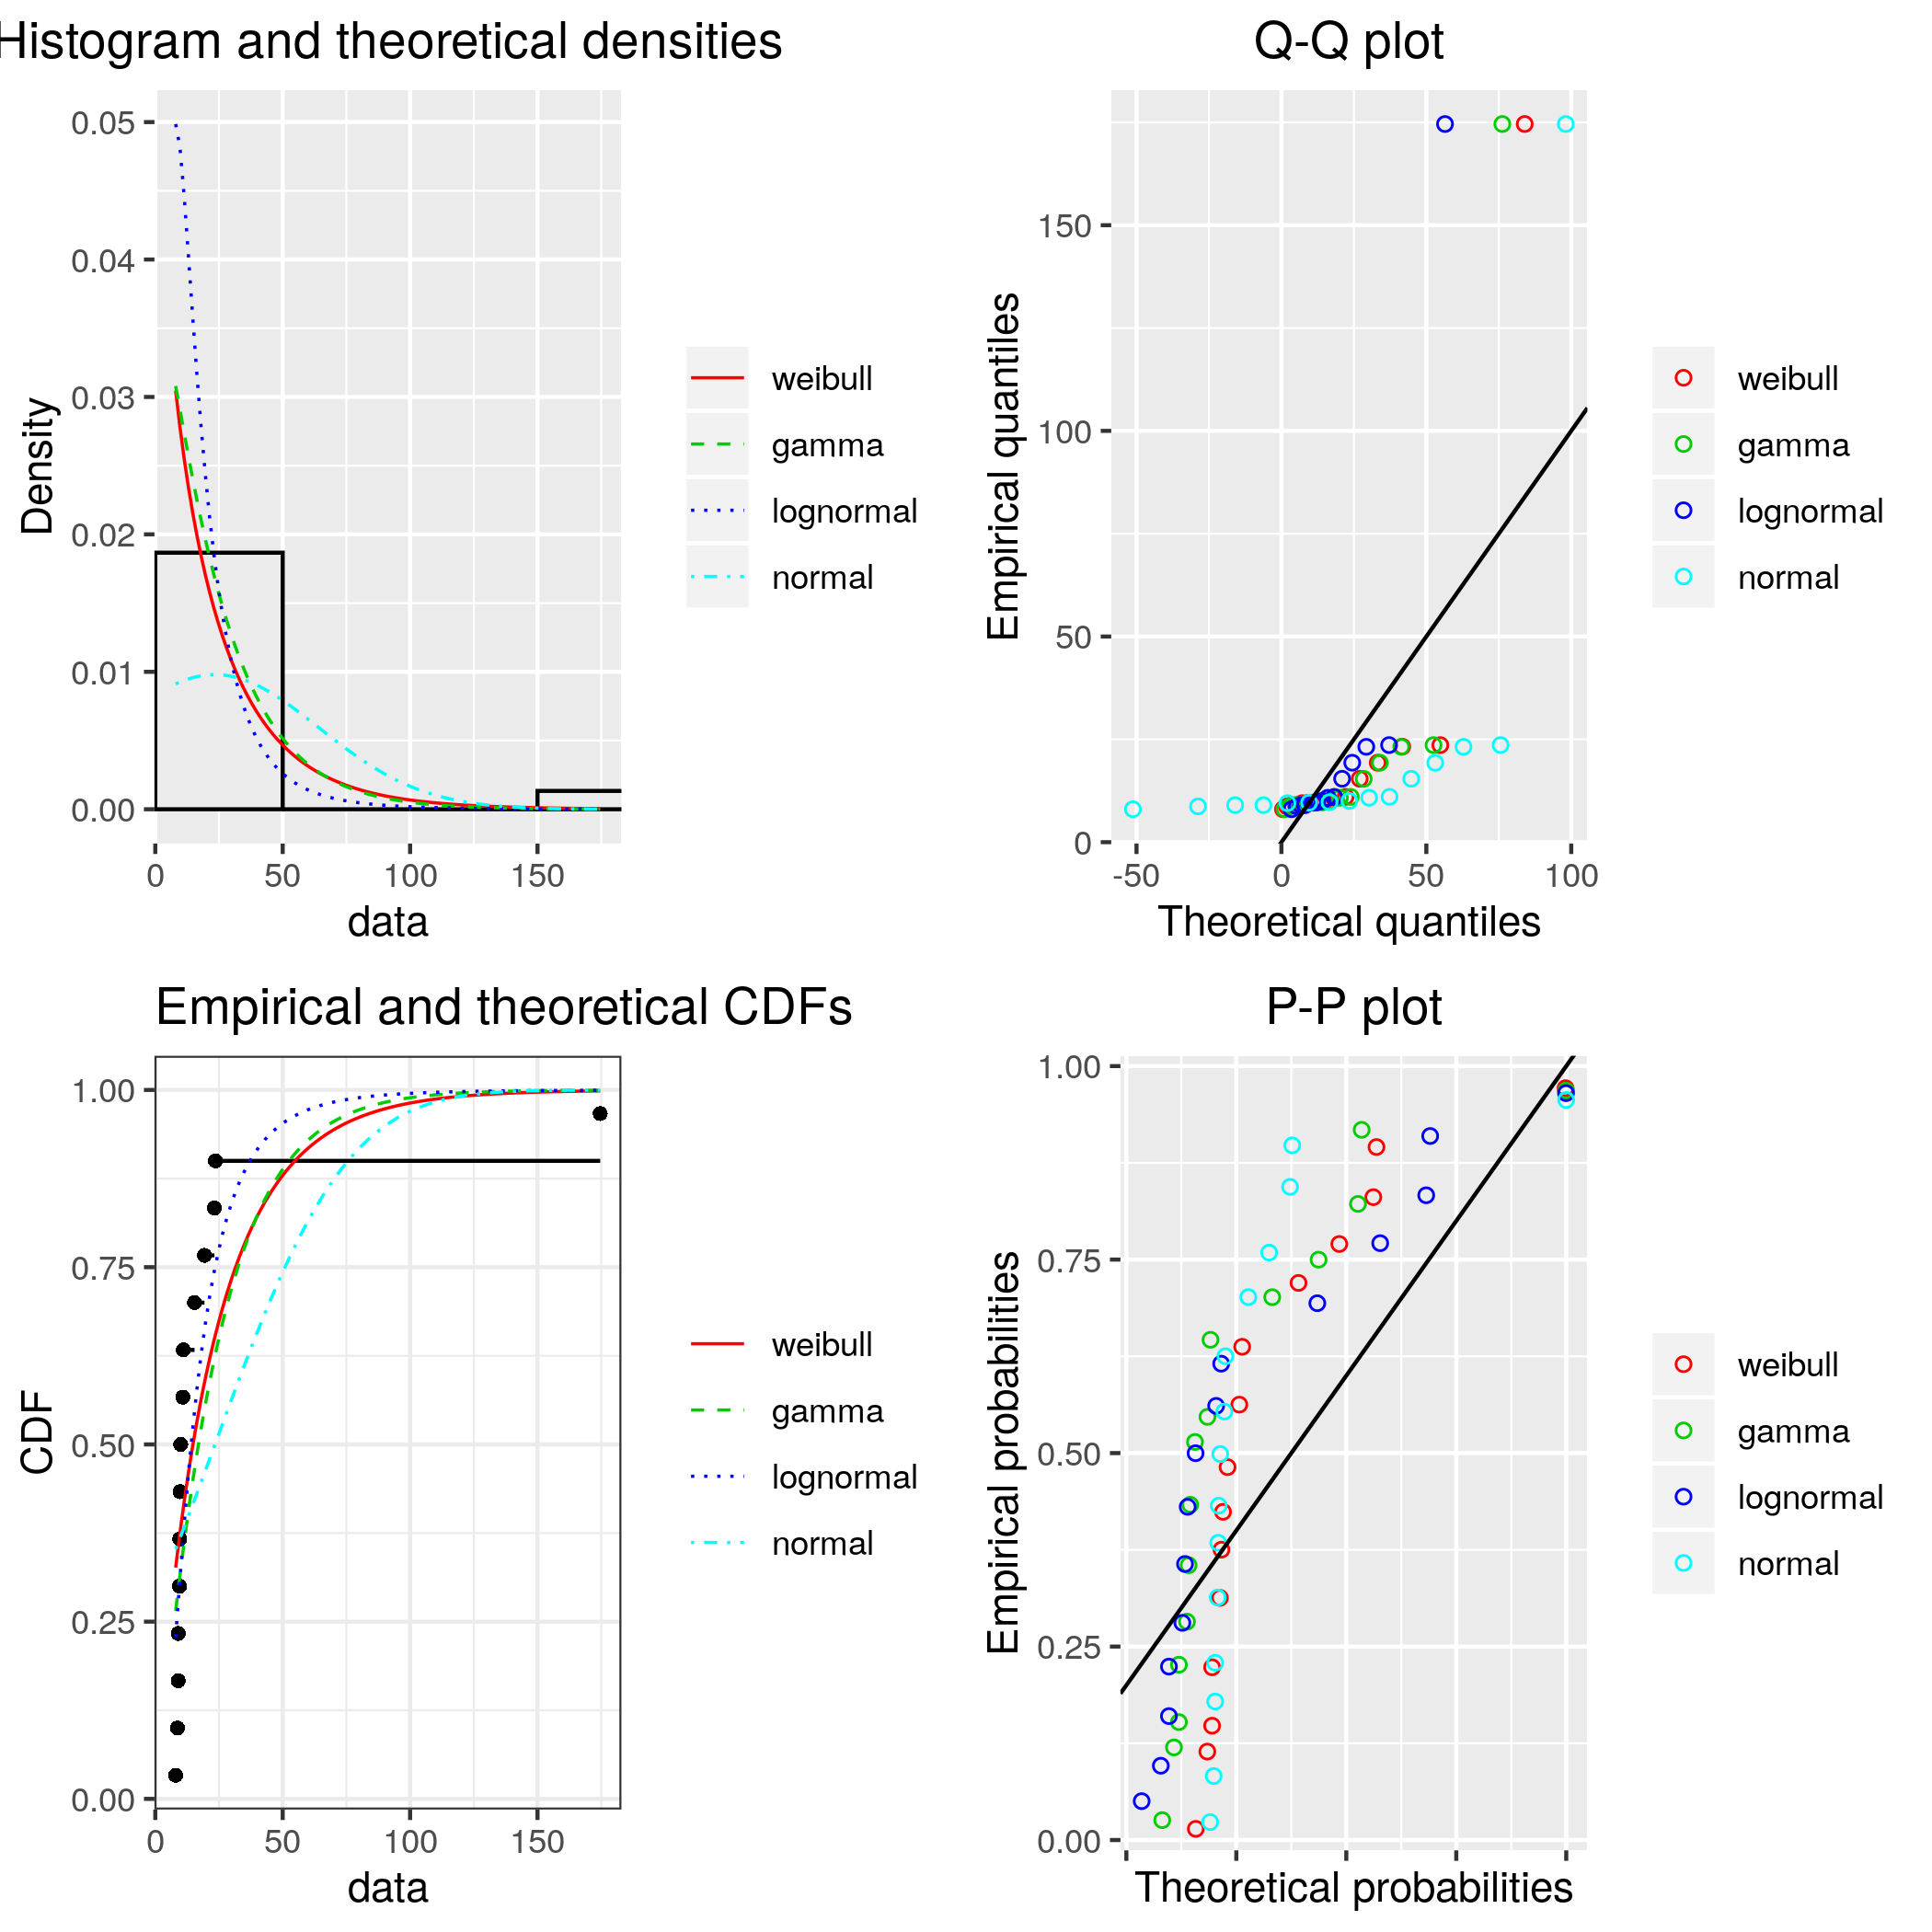 Histogram and theoretical densities
0.05
0.04
0.03
0.02
0.01
0.00
Density
0 50 100 150
data
weibull
gamma
lognormal
normal
Q-Q plot
150
100
50
0
Empirical quantiles
-50 0 50 100
Theoretical quantiles
weibull
gamma
lognormal
normal
Empirical and theoretical CDFs
1.00
0.75
0.50
0.25
0.00
CDF
0 50 100 150
data
weibull
gamma
lognormal
normal
P-P plot
1.00
0.75
0.50
0.25
0.00
Empirical probabilities
Theoretical probabilities
weibull
gamma
lognormal
normal